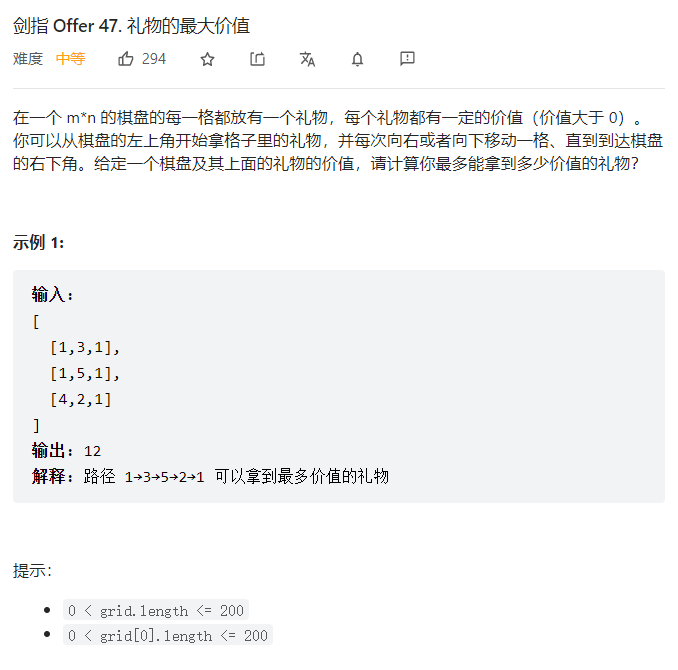 剑指 Offer 47. 礼物的最大价值
难度 中等 294
在一个 m*n 的棋盘的每一格都放有一个礼物，每个礼物都有一定的价值（价值大于 0）。
你可以从棋盘的左上角开始拿格子里的礼物，并每次向右或者向下移动一格、直到到达棋盘
的右下角。给定一个棋盘及其上面的礼物的价值，请计算你最多能拿到多少价值的礼物？
示例 1:
输入:
[
[1,3,1],
[1,5,1],
[4,2,1]
]
输出: 12
解释: 路径 1→3→5→2→1 可以拿到最多价值的礼物
提示：
0 < grid.length <= 200
0 < grid[0].length <= 200